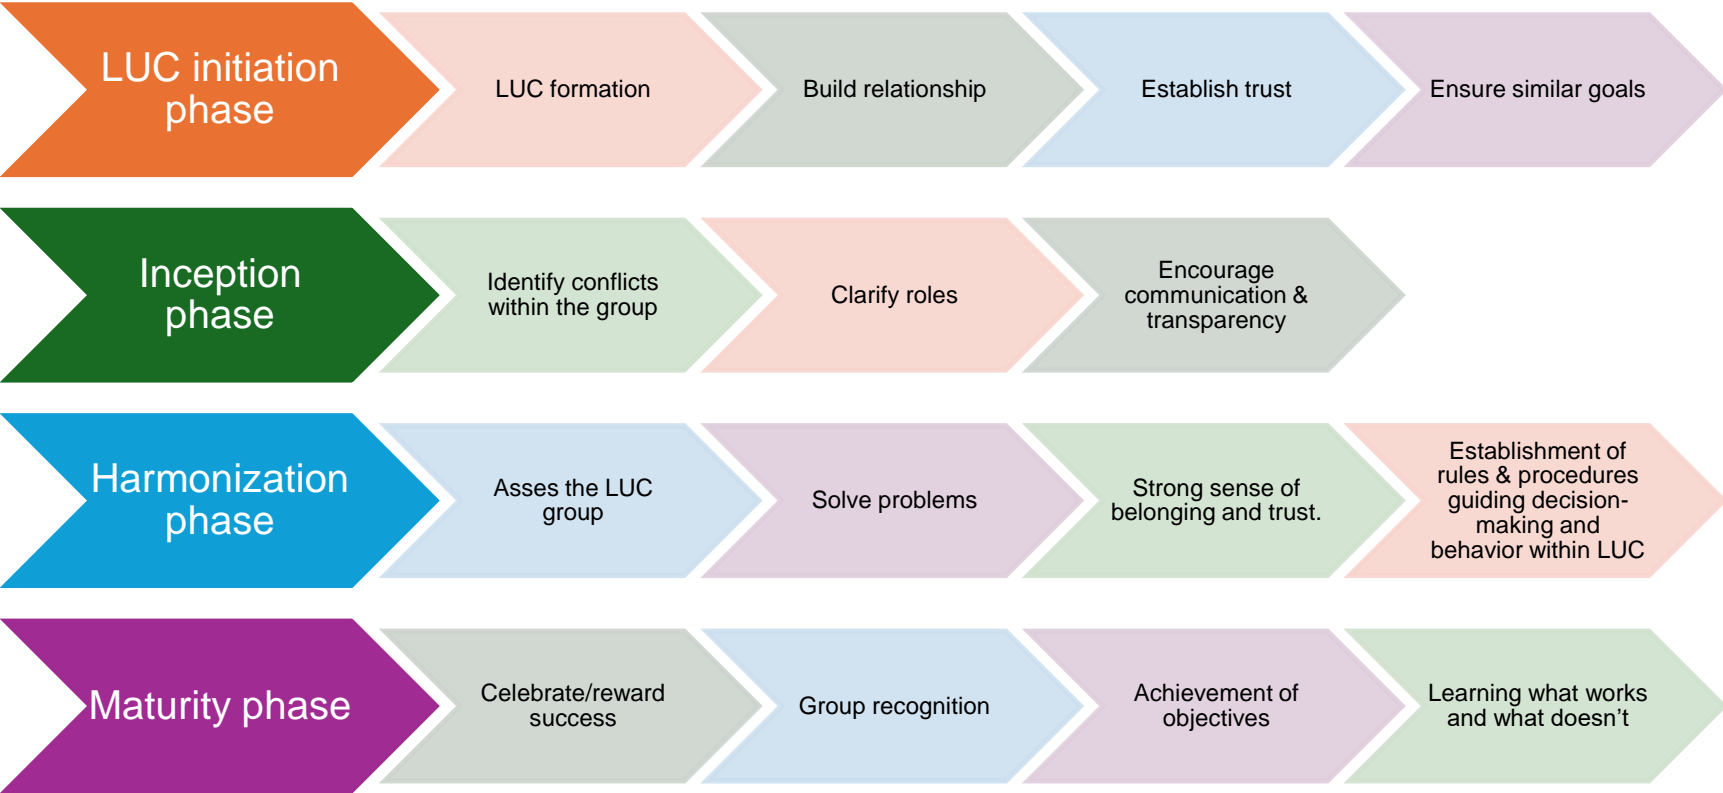 LUC initiation
phase
LUC formation
Build relationship
Establish trust
Ensure similar goals
Inception
phase
Identify conflicts
within the group
Clarify roles
Encourage
communication &
transparency
Harmonization
phase
Asses the LUC
group
Solve problems
Strong sense of
belonging and trust.
Establishment of
rules & procedures
guiding decision-
making and
behavior within LUC
Maturity phase
Celebrate/reward
success
Group recognition
Achievement of
objectives
Learning what works
and what doesn’t